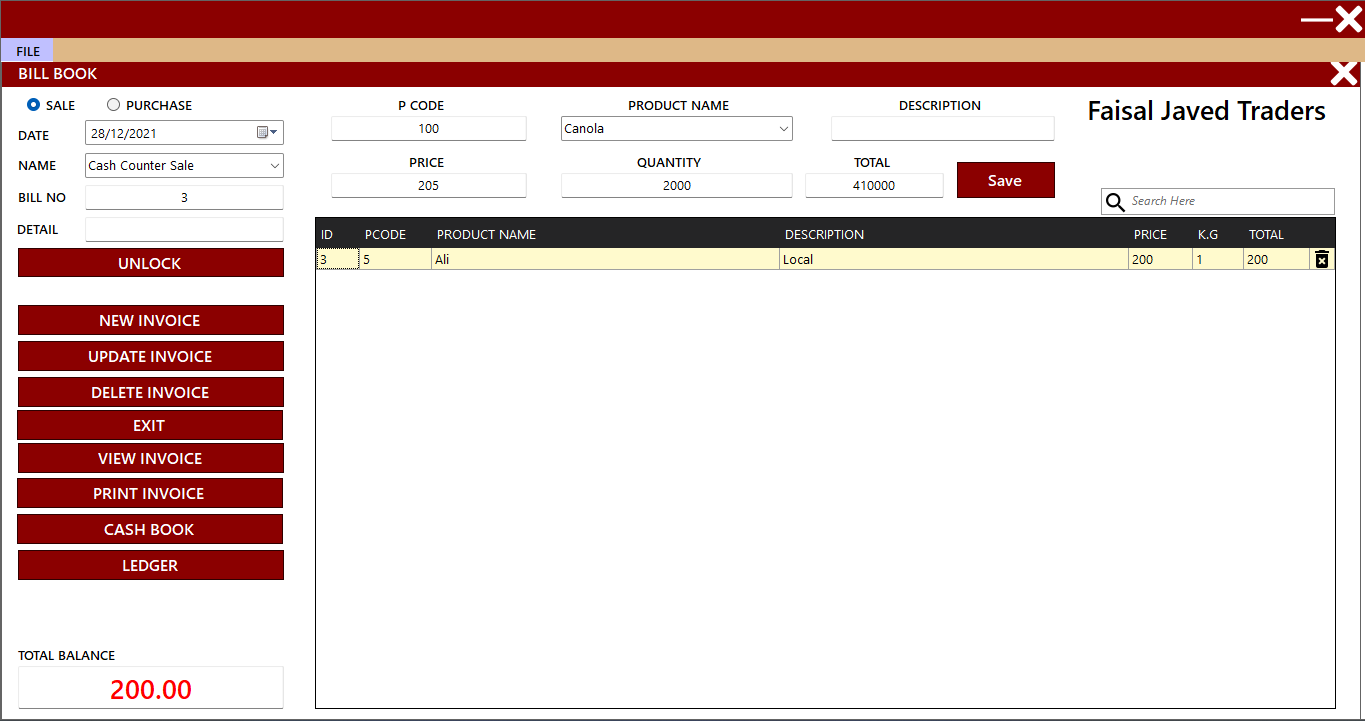 FILE
BILL BOOK
SALE PURCHASE
DATE 28/12/2021
NAME Cash Counter Sale
BILL NO 3
DETAIL
UNLOCK
NEW INVOICE
UPDATE INVOICE
DELETE INVOICE
EXIT
VIEW INVOICE
PRINT INVOICE
CASH BOOK
LEDGER
TOTAL BALANCE
200.00
P CODE PRODUCT NAME DESCRIPTION
100 Canola
PRICE QUANTITY TOTAL
205 2000 410000 Save
Faisal Javed Traders
Search Here
ID PCODE PRODUCT NAME DESCRIPTION PRICE K.G TOTAL
3 5 Ali Local 200 1 200